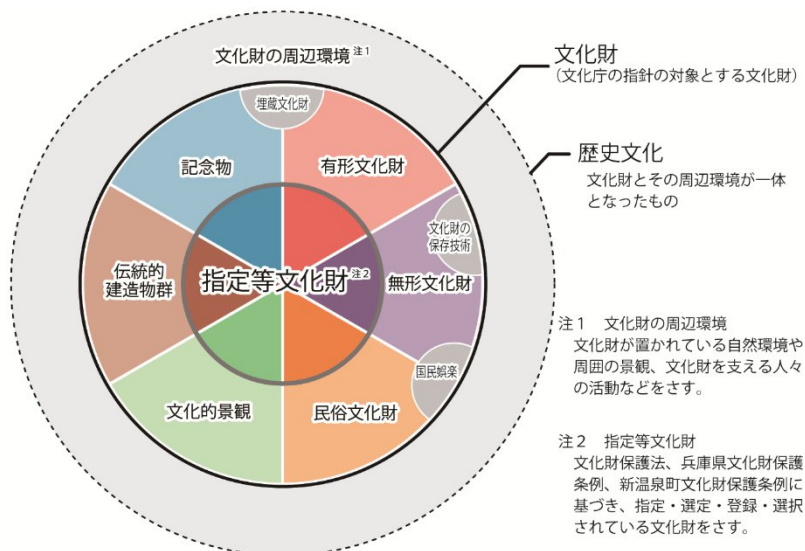 文化財の周辺環境注1
埋蔵文化財
記念物
有形文化財
文化財の
保存技術
伝統的
建造物群
指定等文化財注2
無形文化財
国民娯楽
文化的景観
民俗文化財
文化財
（文化庁の指針の対象とする文化財）
歴史文化
文化財とその周辺環境が一体
となったもの
注1 文化財の周辺環境
文化財が置かれている自然環境や
周囲の景観、文化財を支える人々
の活動などをさす。
注2 指定等文化財
文化財保護法、兵庫県文化財保護
条例、新温泉町文化財保護条例に
基づき、指定・選定・登録・選択
されている文化財をさす。